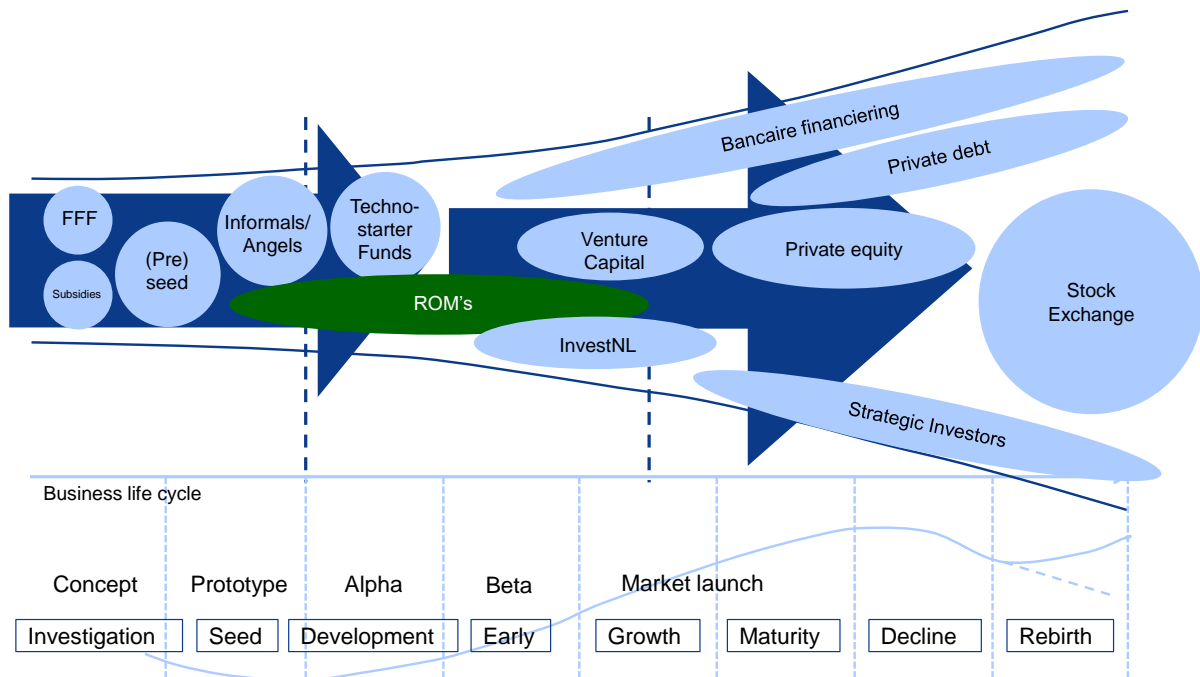 Bancaire financiering
Private debt
FFF
Subsidies
(Pre)
seed
Informals/
Angels
Techno-
starter
Funds
Venture
Capital
Private equity
ROM's
InvestNL
Stock
Exchange
Strategic Investors
Business life cycle
Concept
Prototype
Alpha
Beta
Market launch
Investigation
Seed
Development
Early
Growth
Maturity
Decline
Rebirth